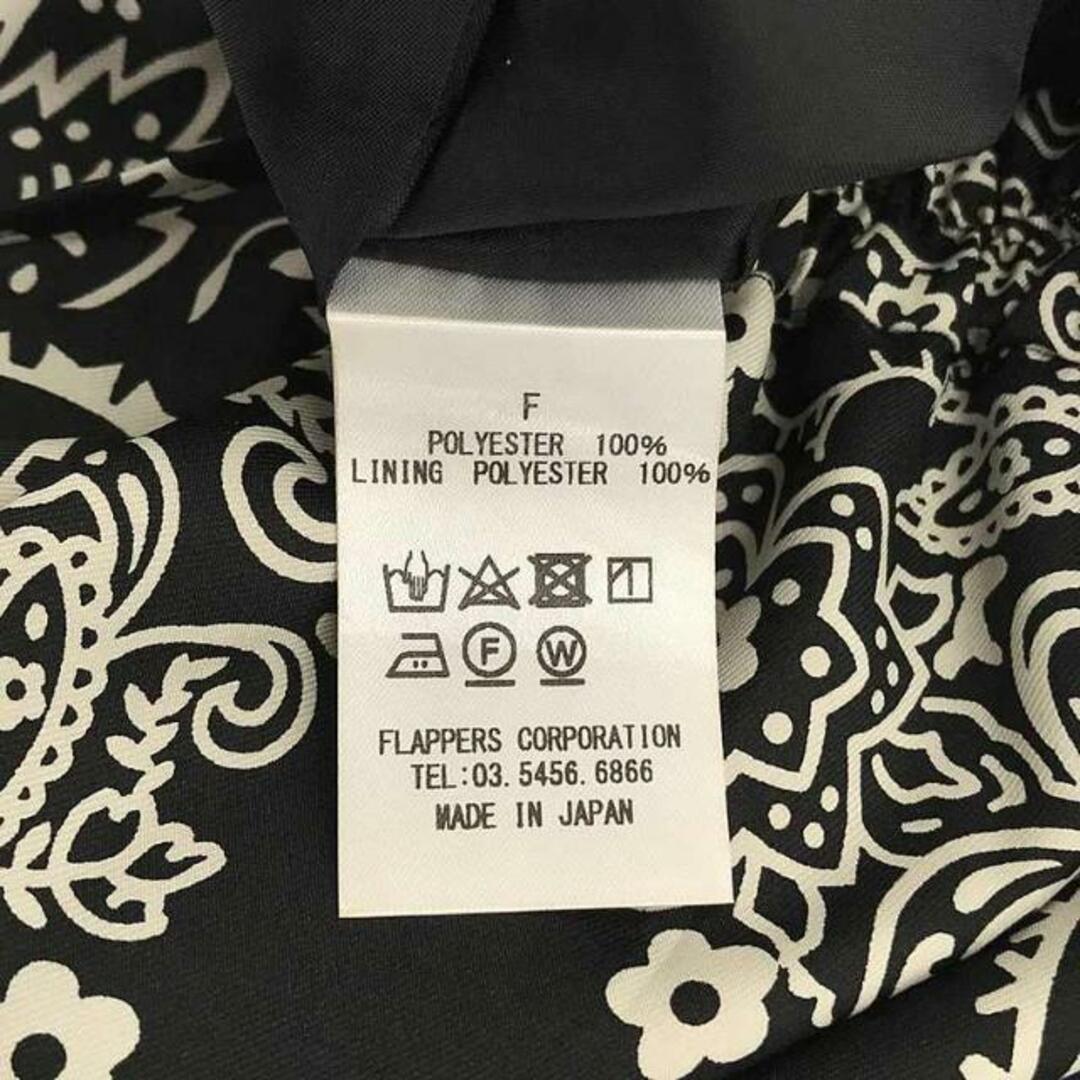 F
POLYESTER 100%
LINING POLYESTER 100%
F W
FLAPPERS CORPORATION
TEL:03.5456.6866
MADE IN JAPAN